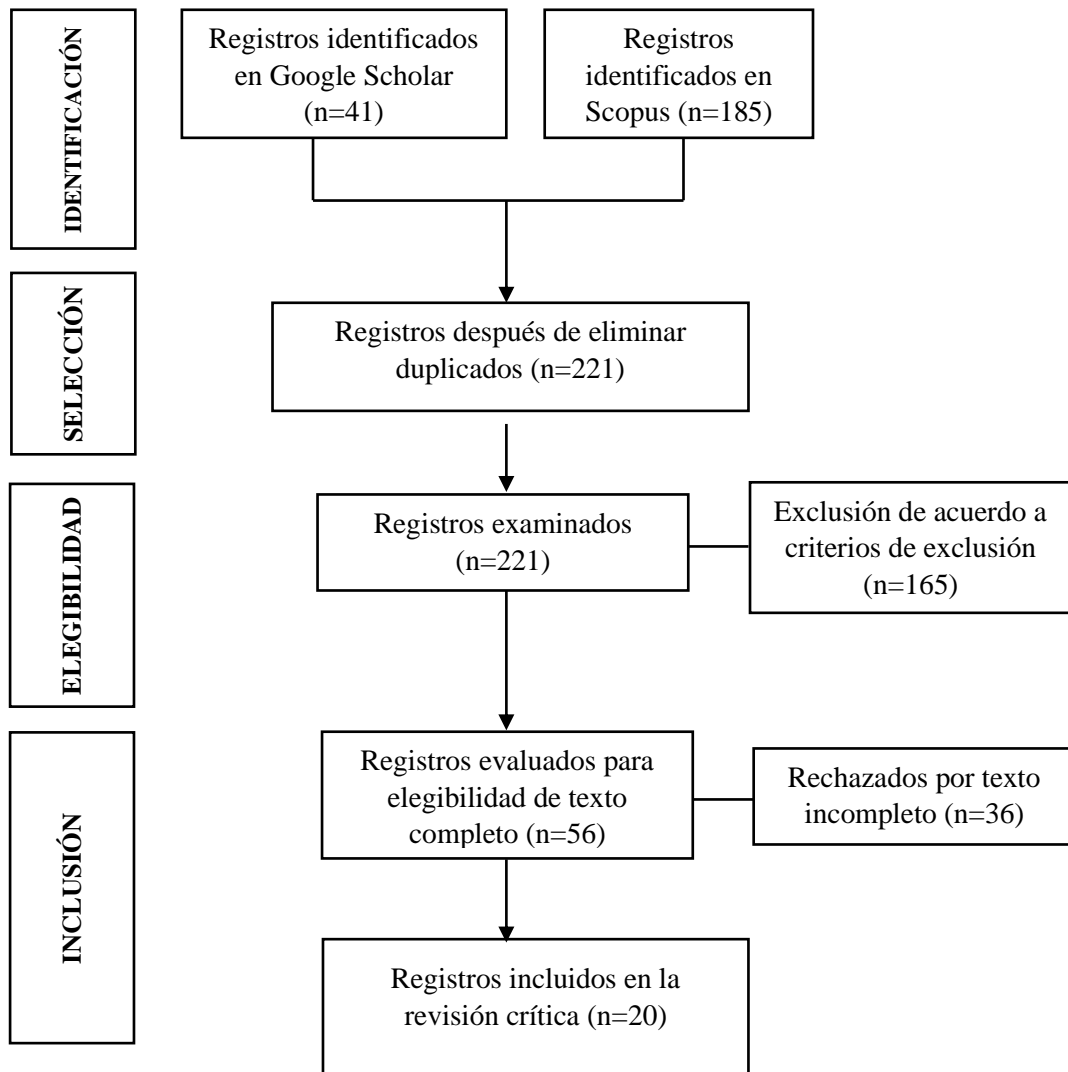 IDENTIFICACIÓN
Registros identificados
en Google Scholar
(n=41)
Registros
identificados en
Scopus (n=185)
SELECCIÓN
Registros después de eliminar
duplicados (n=221)
ELEGIBILIDAD
Registros examinados
(n=221)
Exclusión de acuerdo a
criterios de exclusión
(n=165)
INCLUSIÓN
Registros evaluados para
elegibilidad de texto
completo (n=56)
Rechazados por texto
incompleto (n=36)
Registros incluidos en la
revisión crítica (n=20)